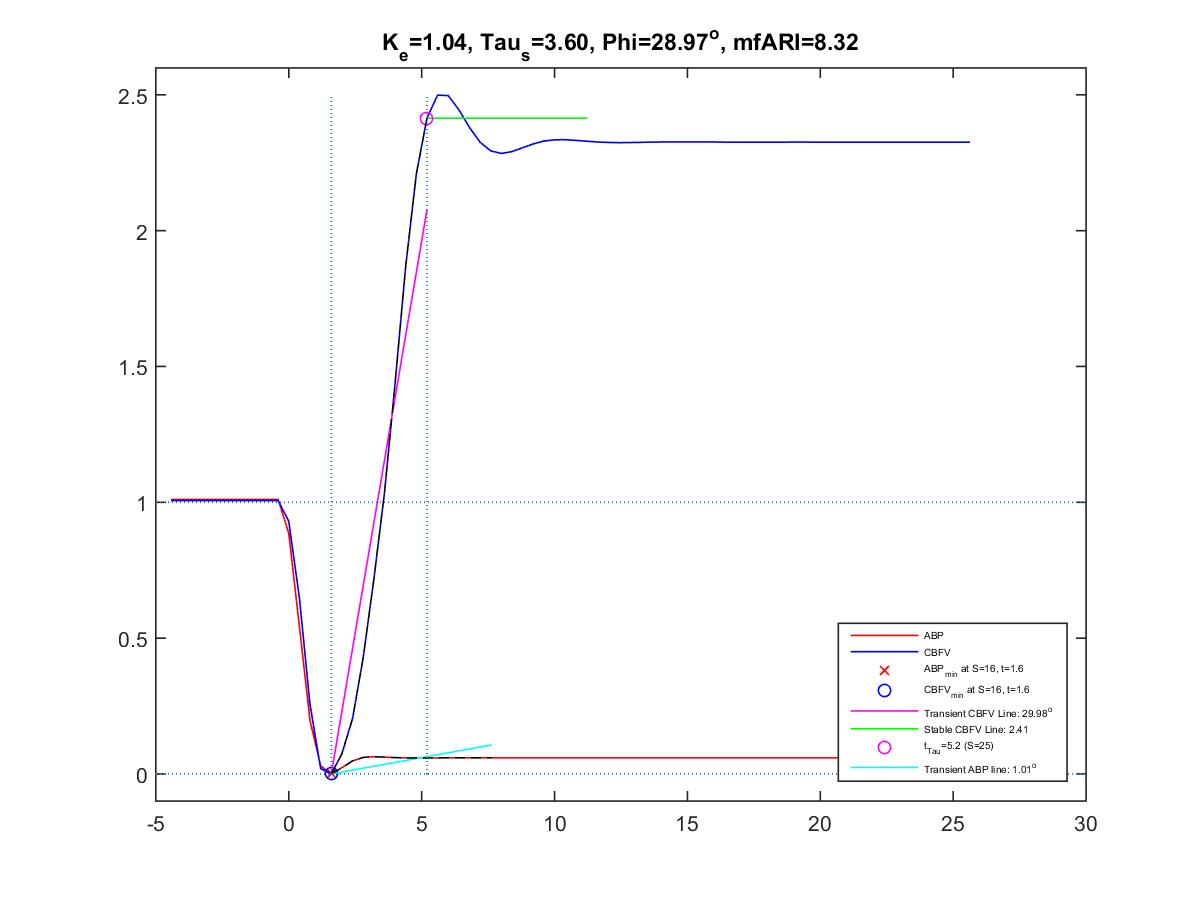 K_e=1.04, Tau_s=3.60, Phi=28.97°, mfARI=8.32
2.5
2
1.5
1
0.5
0
-5 0 5 10 15 20 25 30
ABP
CBFV
ABP_min at S=16, t=1.6
CBFV_min at S=16, t=1.6
Transient CBFV Line: 29.98°
Stable CBFV Line: 2.41
t_Tau=5.2 (S=25)
Transient ABP line: 1.01°